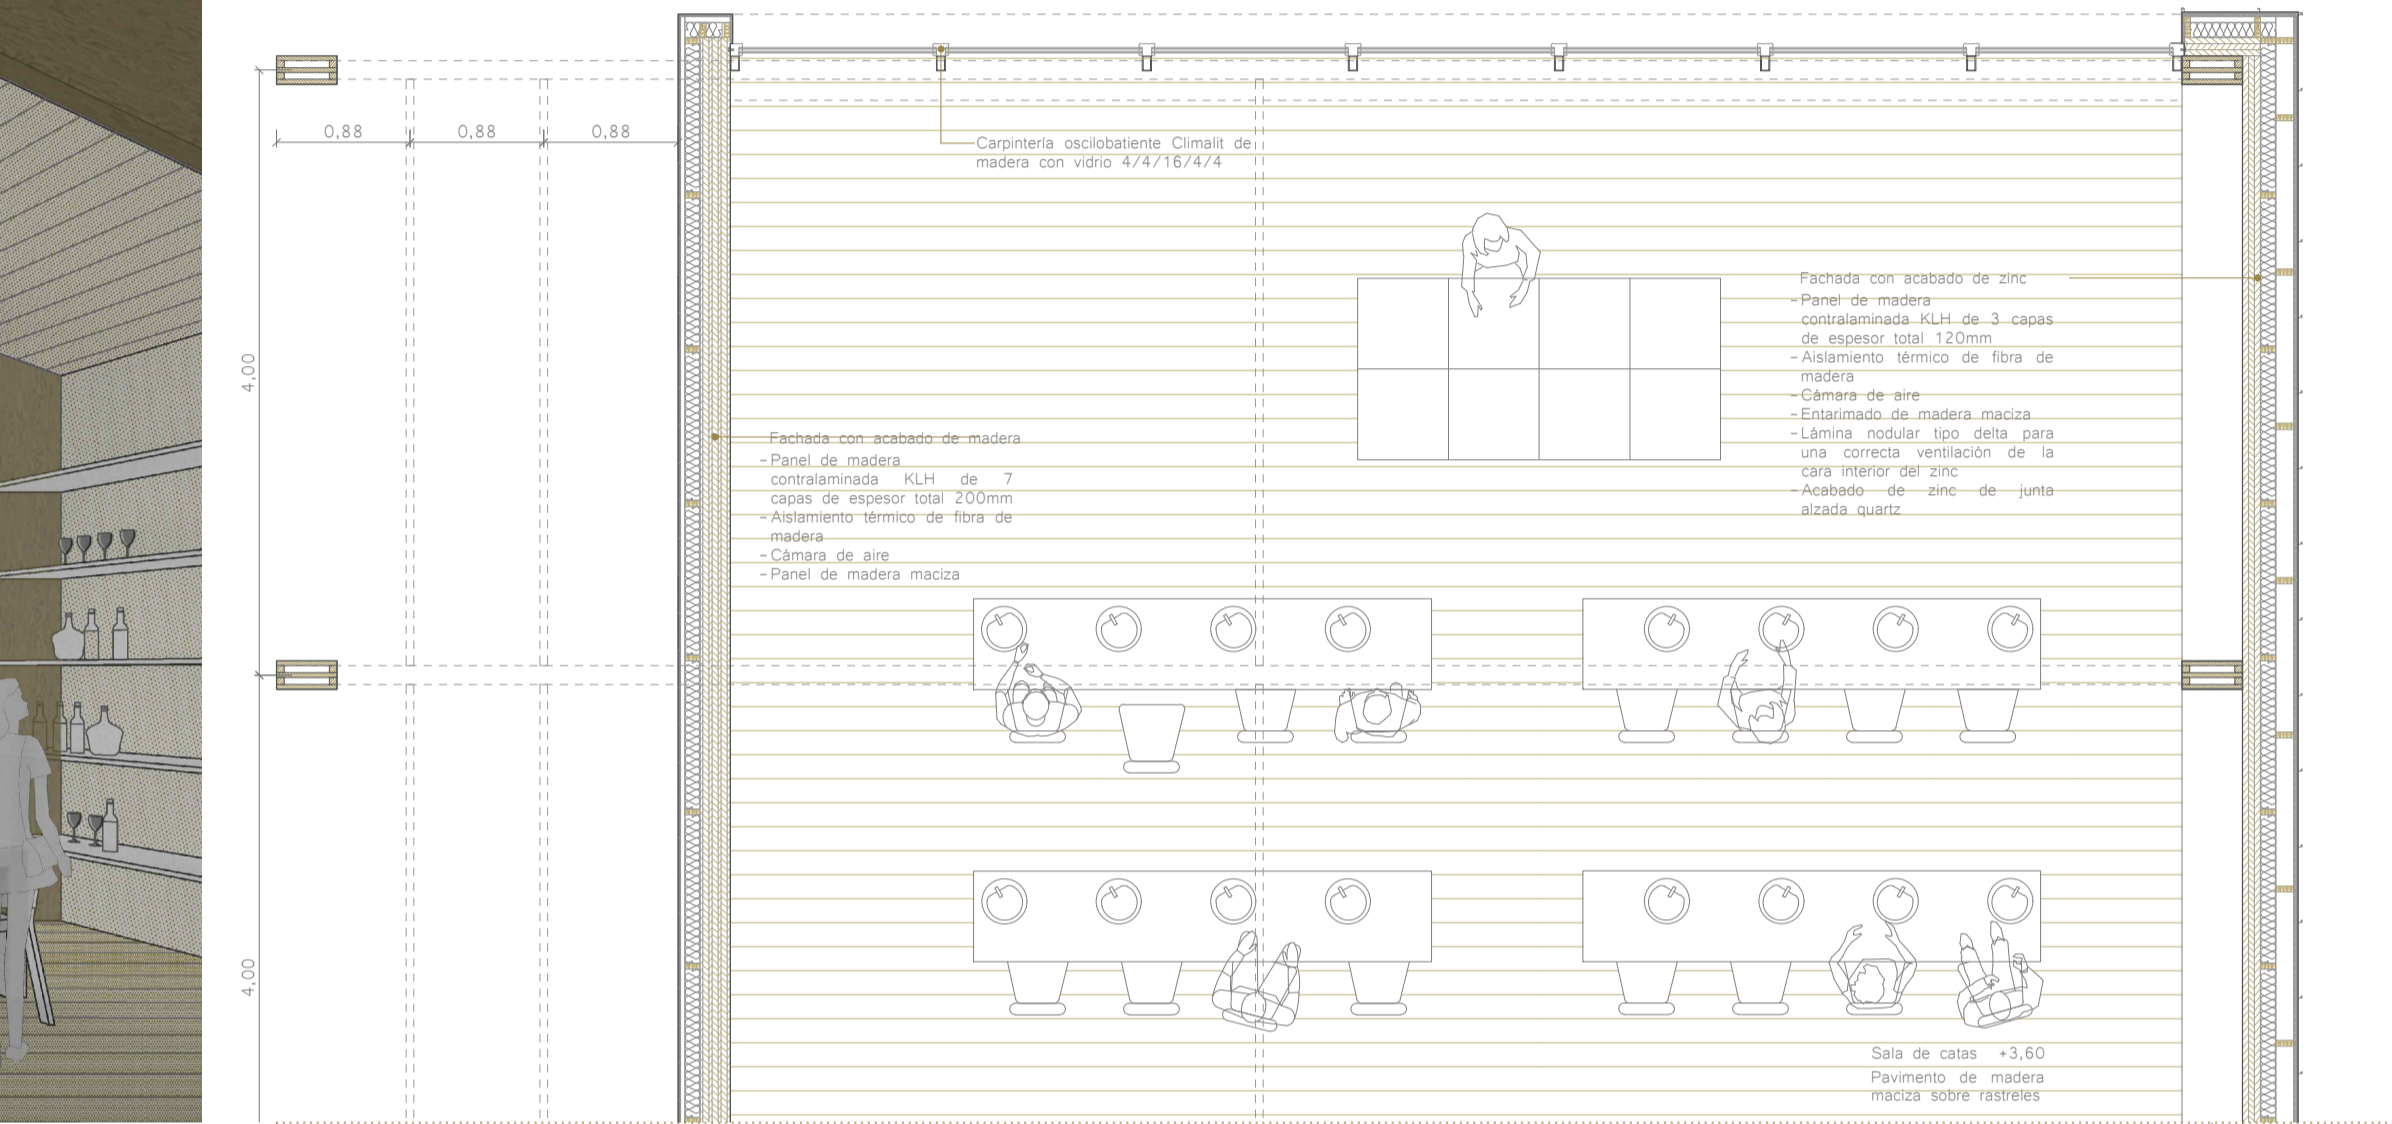 0,88 0,88 0,88
Carpintería oscilobatiente Climalit de
madera con vidrio 4/4/16/4/4
4,00
Fachada con acabado de madera
-Panel de madera
contralaminada KLH de 7
capas de espesor total 200mm
-Aislamiento térmico de fibra de
madera
-Cámara de aire
-Panel de madera maciza
Fachada con acabado de zinc
-Panel de madera
contralaminada KLH de 3 capas
de espesor total 120mm
-Aislamiento térmico de fibra de
madera
-Cámara de aire
-Entarimado de madera maciza
-Lámina nodular tipo delta para
una correcta ventilación de la
cara interior del zinc
-Acabado de zinc de junta
alzada quartz
4,00
Sala de catas +3,60
Pavimento de madera
maciza sobre rastreles